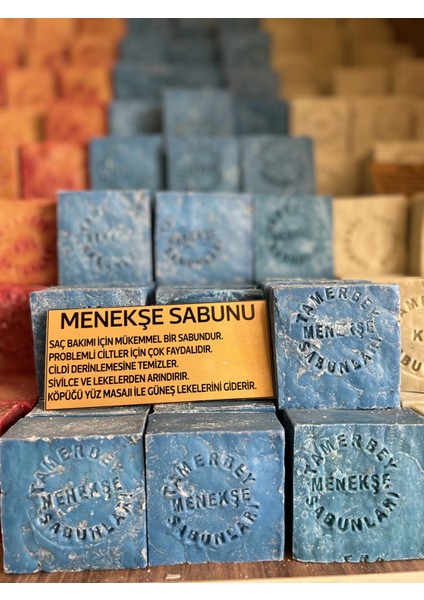 MENEKŞE SABUNU
SAÇ BAKIMI İÇİN MÜKEMMEL BİR SABUNDUR.
PROBLEMLİ CİLTLER İÇİN ÇOK FAYDALIDIR.
CİLDİ DERİNLEMESİNE TEMİZLER.
SİVİLCE VE LEKELERDEN ARINDIRIR.
KÖPÜĞÜ YÜZ MASAJI İLE GÜNEŞ LEKELERİNİ GİDERİR.
TAMERBEY
MENEKŞE
SABUNLARI
TAMERBEY
MENEKŞE
SABUNLARI
TAMERBEY
MENEKŞE
SABUNLARI
TAMERBEY
MENEKŞE
SABUNLARI